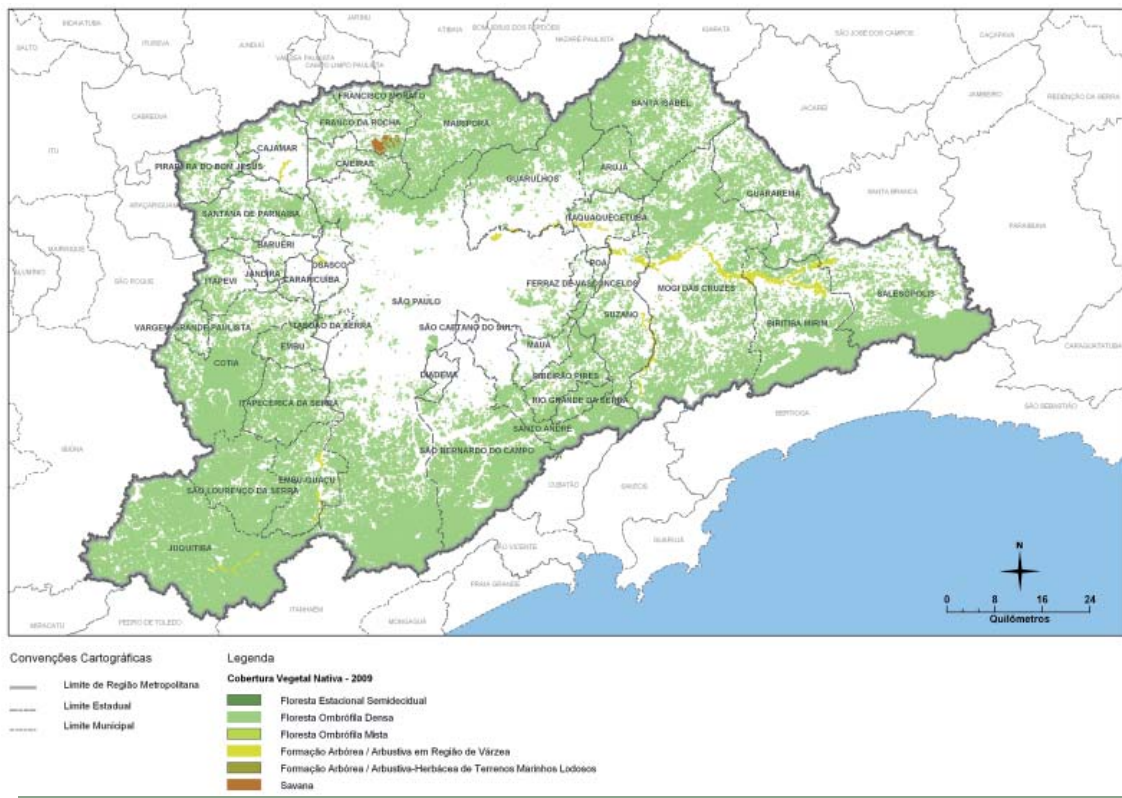 JARINU
INDAIATUBA
ATIBAIA
BOM JESUS DOS PERDÕES
ITUPEVA
IGARATÁ
SÃO JOSÉ DOS CAMPOS
CAÇAPAVA
SALTO
JUNDIAÍ
NAZARÉ PAULISTA
VÁRZEA PAULISTA
CAMPO LIMPO PAULISTA
JAMBEIRO
REDENÇÃO DA SERRA
FRANCISCO MORATO
SANTA ISABEL
JACAREÍ
CABREÚVA
FRANCO DA ROCHA
MAIRIPORÃ
ITU
CAJAMAR
PIRAPORA DO BOM JESUS
CAIEIRAS
ARUJÁ
GUARULHOS
SANTA BRANCA
GUARAREMA
ARAÇARIGUAMA
SANTANA DE PARNAÍBA
ITAQUAQUECETUBA
PARAIBUNA
MAIRINQUE
BARUERI
OSASCO
POÁ
ALUMÍNIO
SÃO ROQUE
ITAPEVI
JANDIRA
CARAPICUÍBA
FERRAZ DE VASCONCELOS
MOGI DAS CRUZES
SALESÓPOLIS
SÃO PAULO
SUZANO
VARGEM GRANDE PAULISTA
TABOÃO DA SERRA
SÃO CAETANO DO SUL
BIRITIBA MIRIM
EMBU
MAUÁ
CARAGUATATUBA
COTIA
DIADEMA
RIBEIRÃO PIRES
ITAPECERICA DA SERRA
RIO GRANDE DA SERRA
SÃO SEBASTIÃO
BERTIOGA
SANTO ANDRÉ
IBIÚNA
SÃO BERNARDO DO CAMPO
EMBU-GUAÇU
CUBATÃO
SANTOS
SÃO LOURENÇO DA SERRA
GUARUJÁ
JUQUITIBA
SÃO VICENTE
N
PRAIA GRANDE
ITANHAÉM
0 8 16 24
Quilômetros
MIRACATU
PEDRO DE TOLEDO
MONGAGUÁ
Convenções Cartográficas
Limite de Região Metropolitana
Limite Estadual
Limite Municipal
Legenda
Cobertura Vegetal Nativa - 2009
Floresta Estacional Semidecidual
Floresta Ombrófila Densa
Floresta Ombrófila Mista
Formação Arbórea / Arbustiva em Região de Várzea
Formação Arbórea / Arbustiva-Herbácea de Terrenos Marinhos Lodosos
Savana